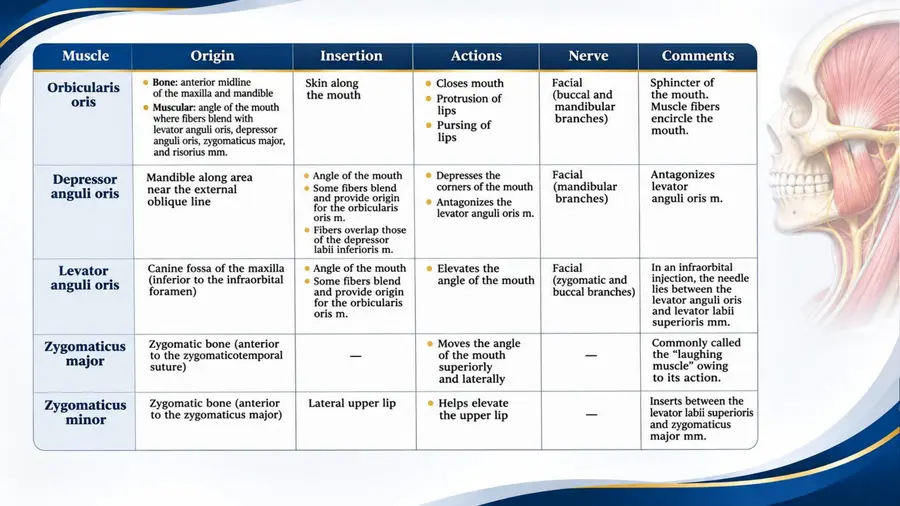 Muscle Origin Insertion Actions Nerve Comments
Orbicularis
oris
• Bone: anterior midline
of the maxilla and mandible
• Muscular: angle of the mouth
where fibers blend with
levator anguli oris, depressor
anguli oris, zygomaticus major,
and risorius mm.
Skin along
the mouth
• Closes mouth
• Protrusion of
lips
• Pursing of
lips
Facial
(buccal and
mandibular
branches)
Sphincter of
the mouth.
Muscle fibers
encircle the
mouth.
Depressor
anguli oris
Mandible along area
near the external
oblique line
• Angle of the mouth
• Some fibers blend
and provide origin
for the orbicularis
oris m.
• Fibers overlap those
of the depressor
labii inferioris m.
• Depresses the
corners of the mouth
• Antagonizes the
levator anguli oris m.
Facial
(mandibular
branches)
Antagonizes
levator
anguli oris m.
Levator
anguli oris
Canine fossa of the maxilla
(inferior to the infraorbital
foramen)
• Angle of the mouth
• Some fibers blend
and provide origin
for the orbicularis
oris m.
• Elevates the
angle of the mouth
Facial
(zygomatic and
buccal branches)
In an infraorbital
injection, the needle
lies between the
levator anguli oris
and levator labii
superioris mm.
Zygomaticus
major
Zygomatic bone (anterior
to the zygomaticotemporal
suture)
—
• Moves the angle
of the mouth
superiorly
and laterally
—
Commonly called
the “laughing
muscle” owing
to its action.
Zygomaticus
minor
Zygomatic bone (anterior
to the zygomaticus major)
Lateral upper lip
• Helps elevate
the upper lip
—
Inserts between the
levator labii superioris
and zygomaticus
major mm.